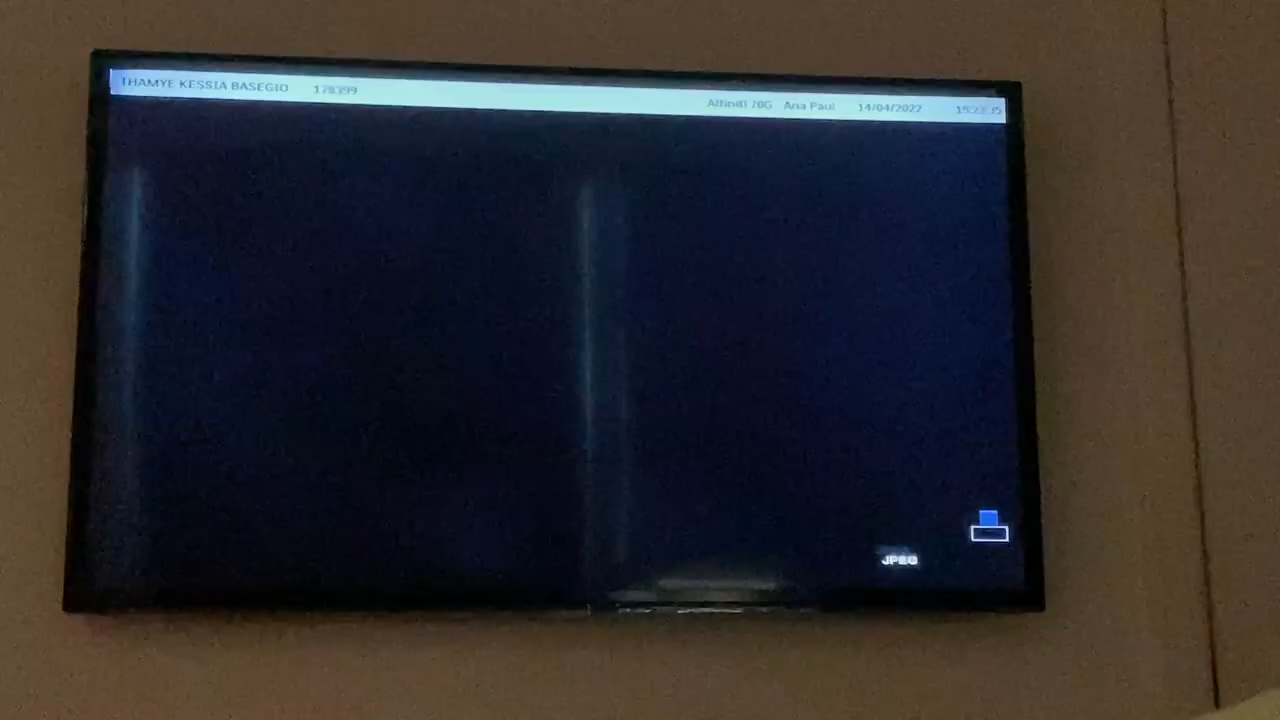 THAMYE KESSIA BASEGIO 178399
Affiniti 70G Ana Paul 14/04/2022
JPEG